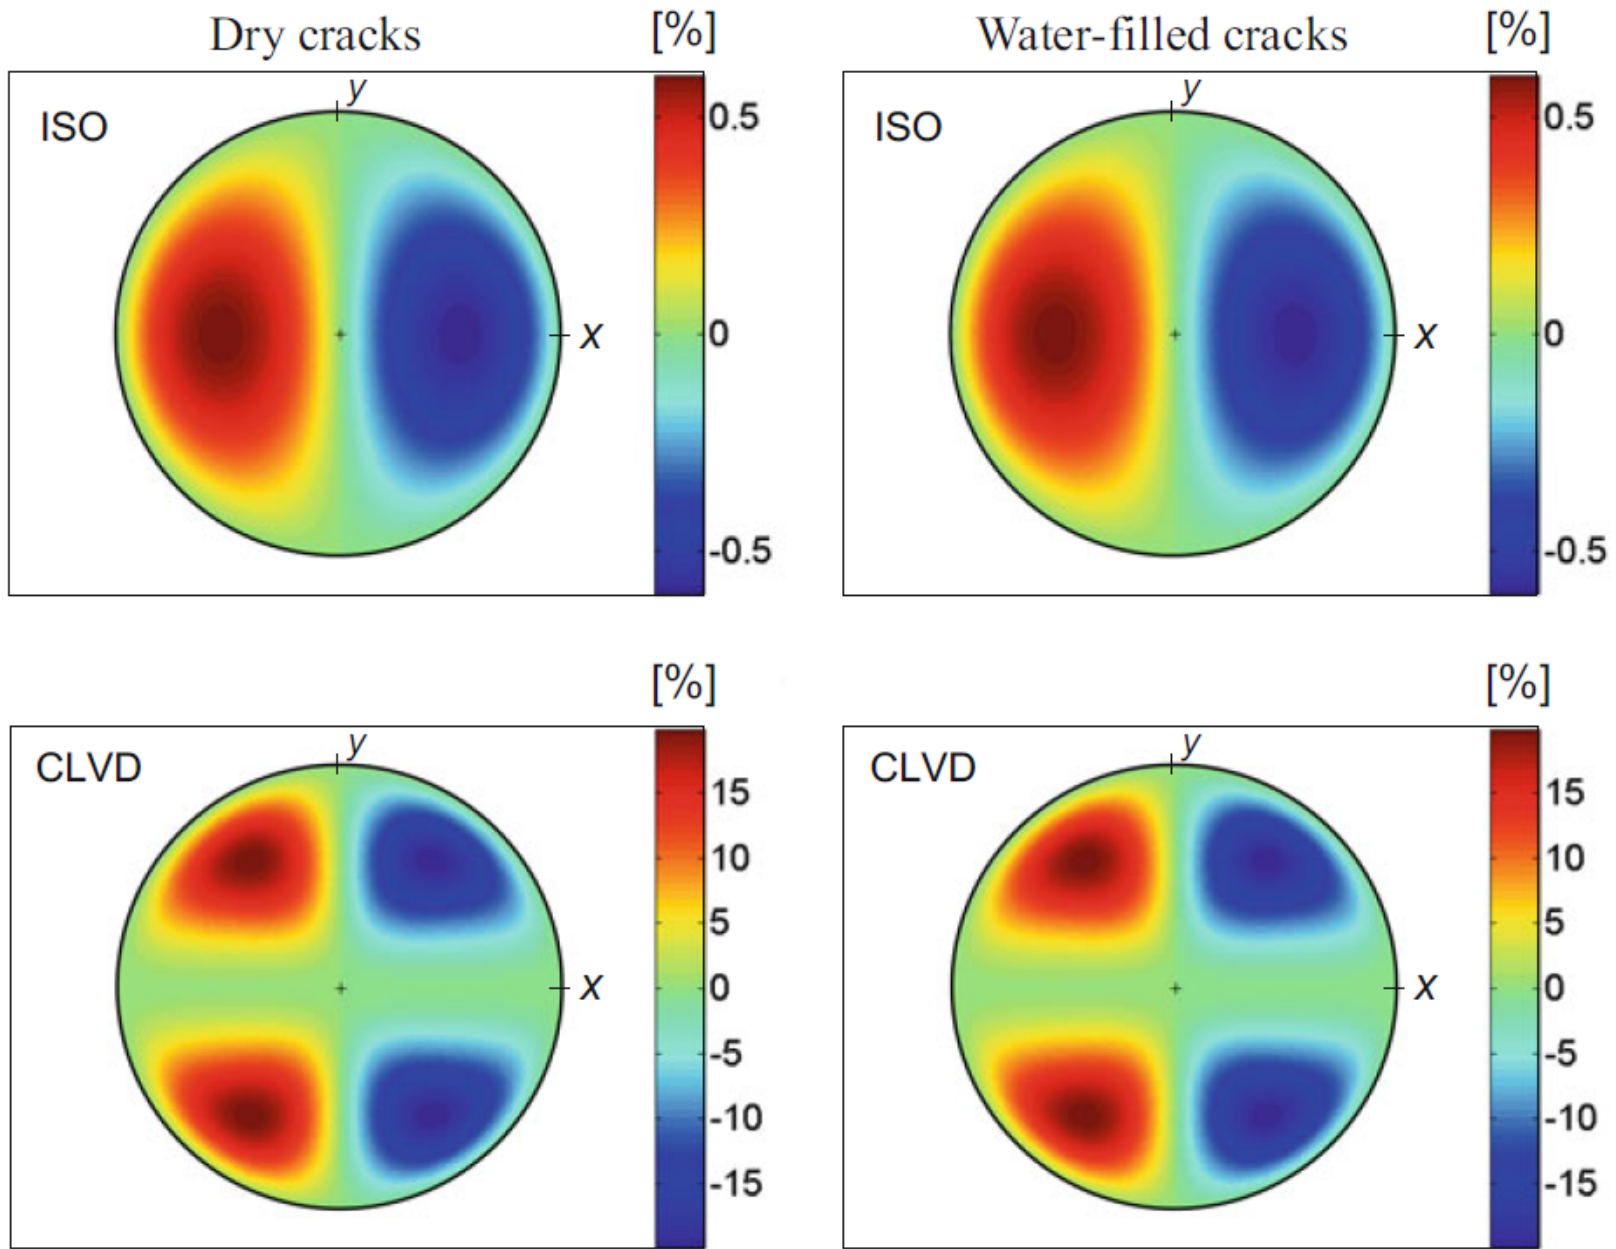 Dry cracks [%] Water-filled cracks [%]
ISO y ISO y
0.5 0.5
x 0 x 0
-0.5 -0.5
[%] [%]
CLVD y CLVD y
15 15
10 10
5 5
x 0 x 0
-5 -5
-10 -10
-15 -15